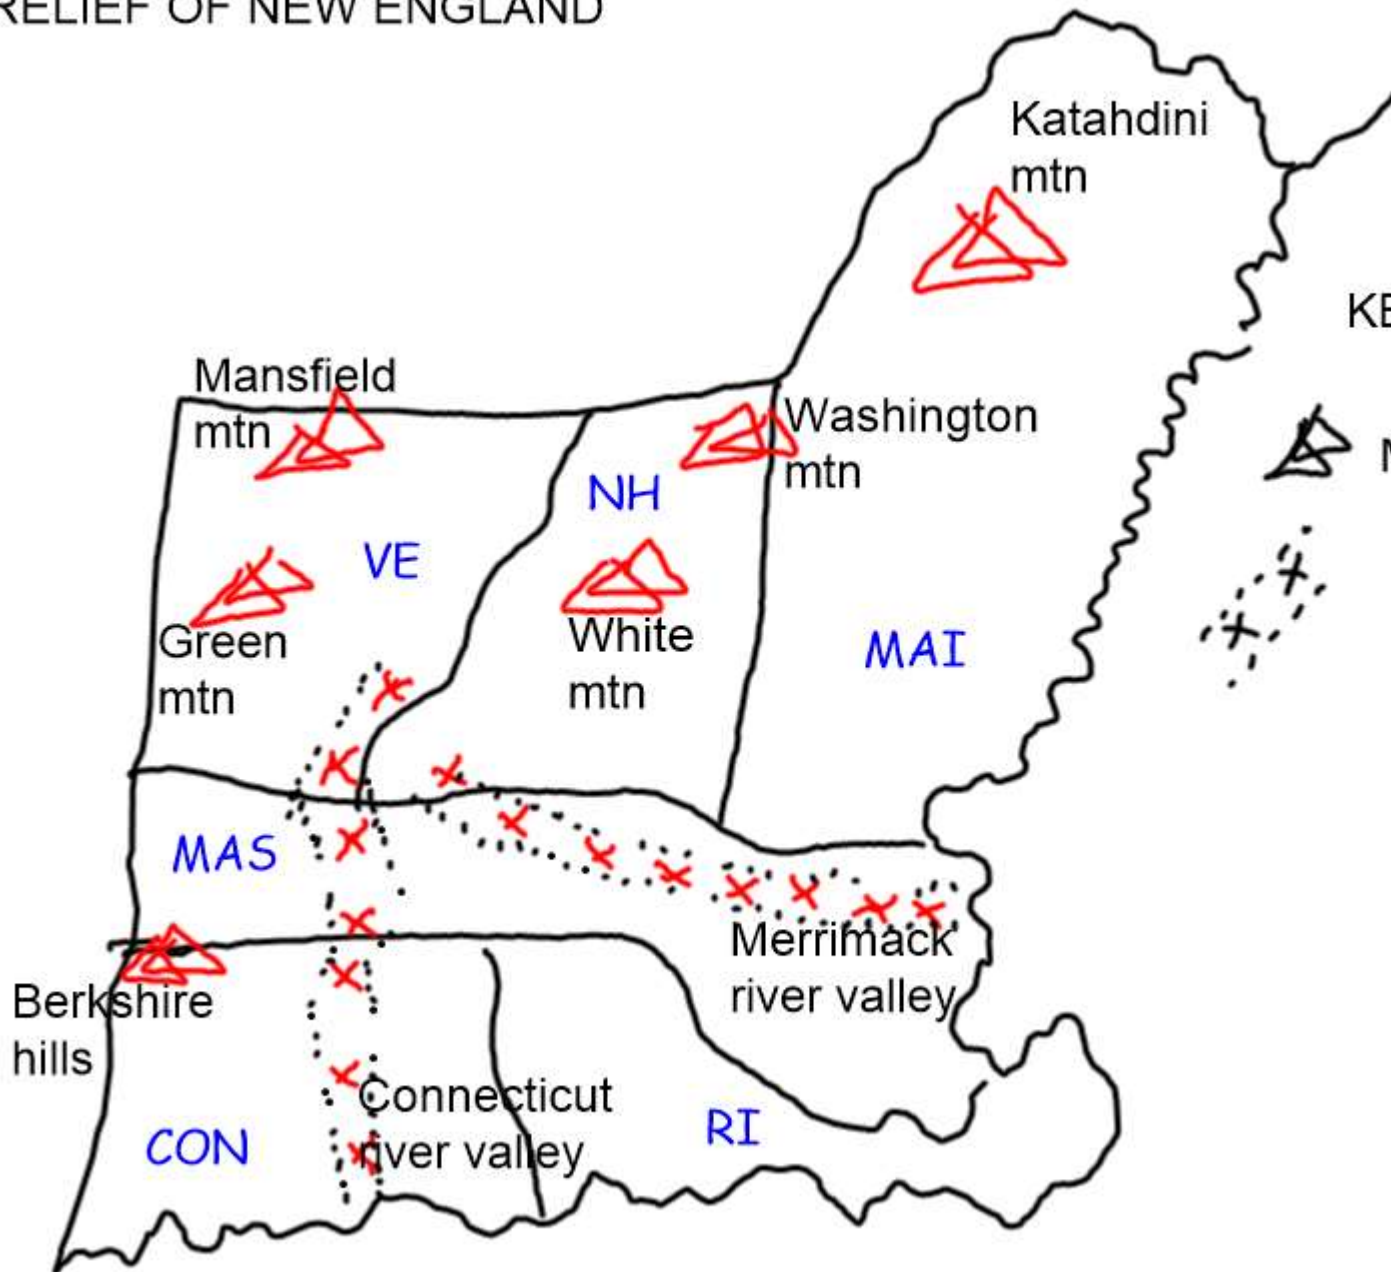 RELIEF OF NEW ENGLAND
Katahdini
mtn
Mansfield
mtn
Washington
mtn
NH
VE
Green
mtn
White
mtn
MAI
MAS
Merrimack
river valley
Berkshire
hills
Connecticut
river valley
CON
RI